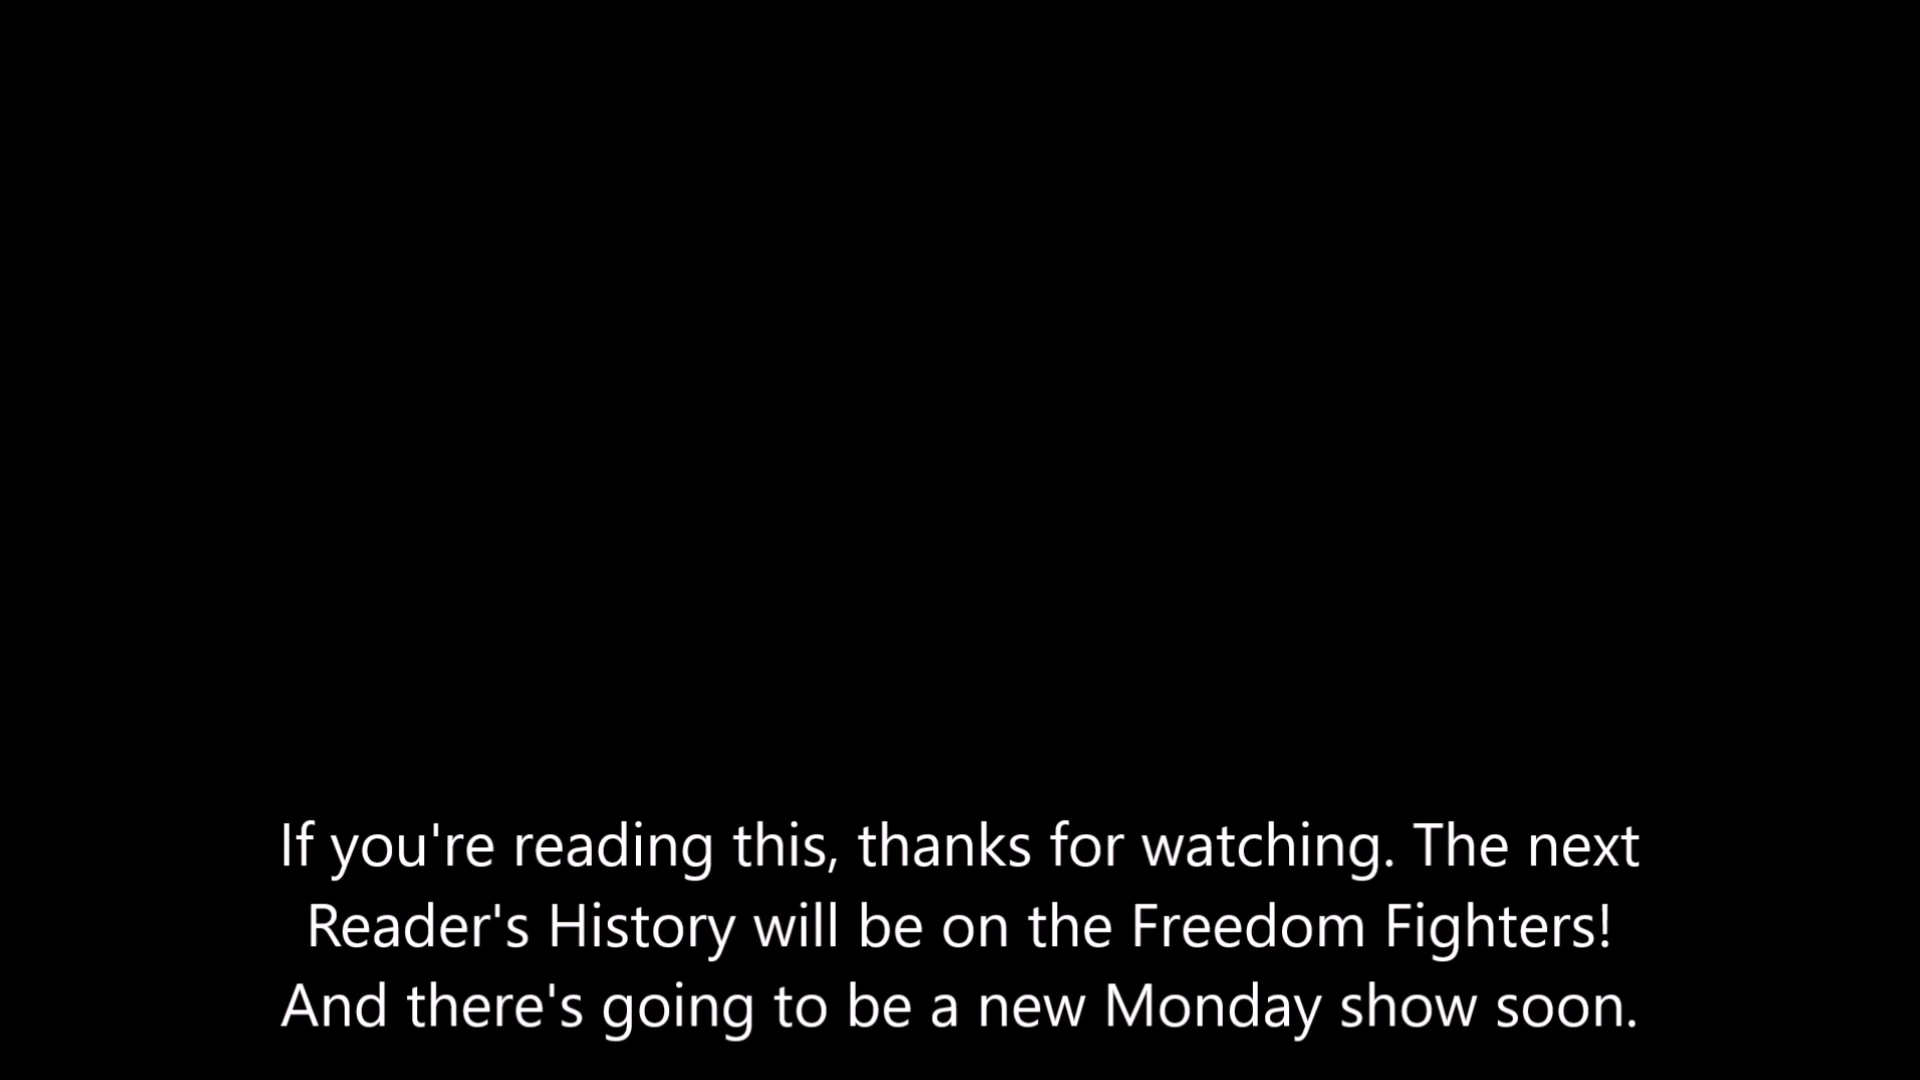 If you're reading this, thanks for watching. The next
Reader's History will be on the Freedom Fighters!
And there's going to be a new Monday show soon.